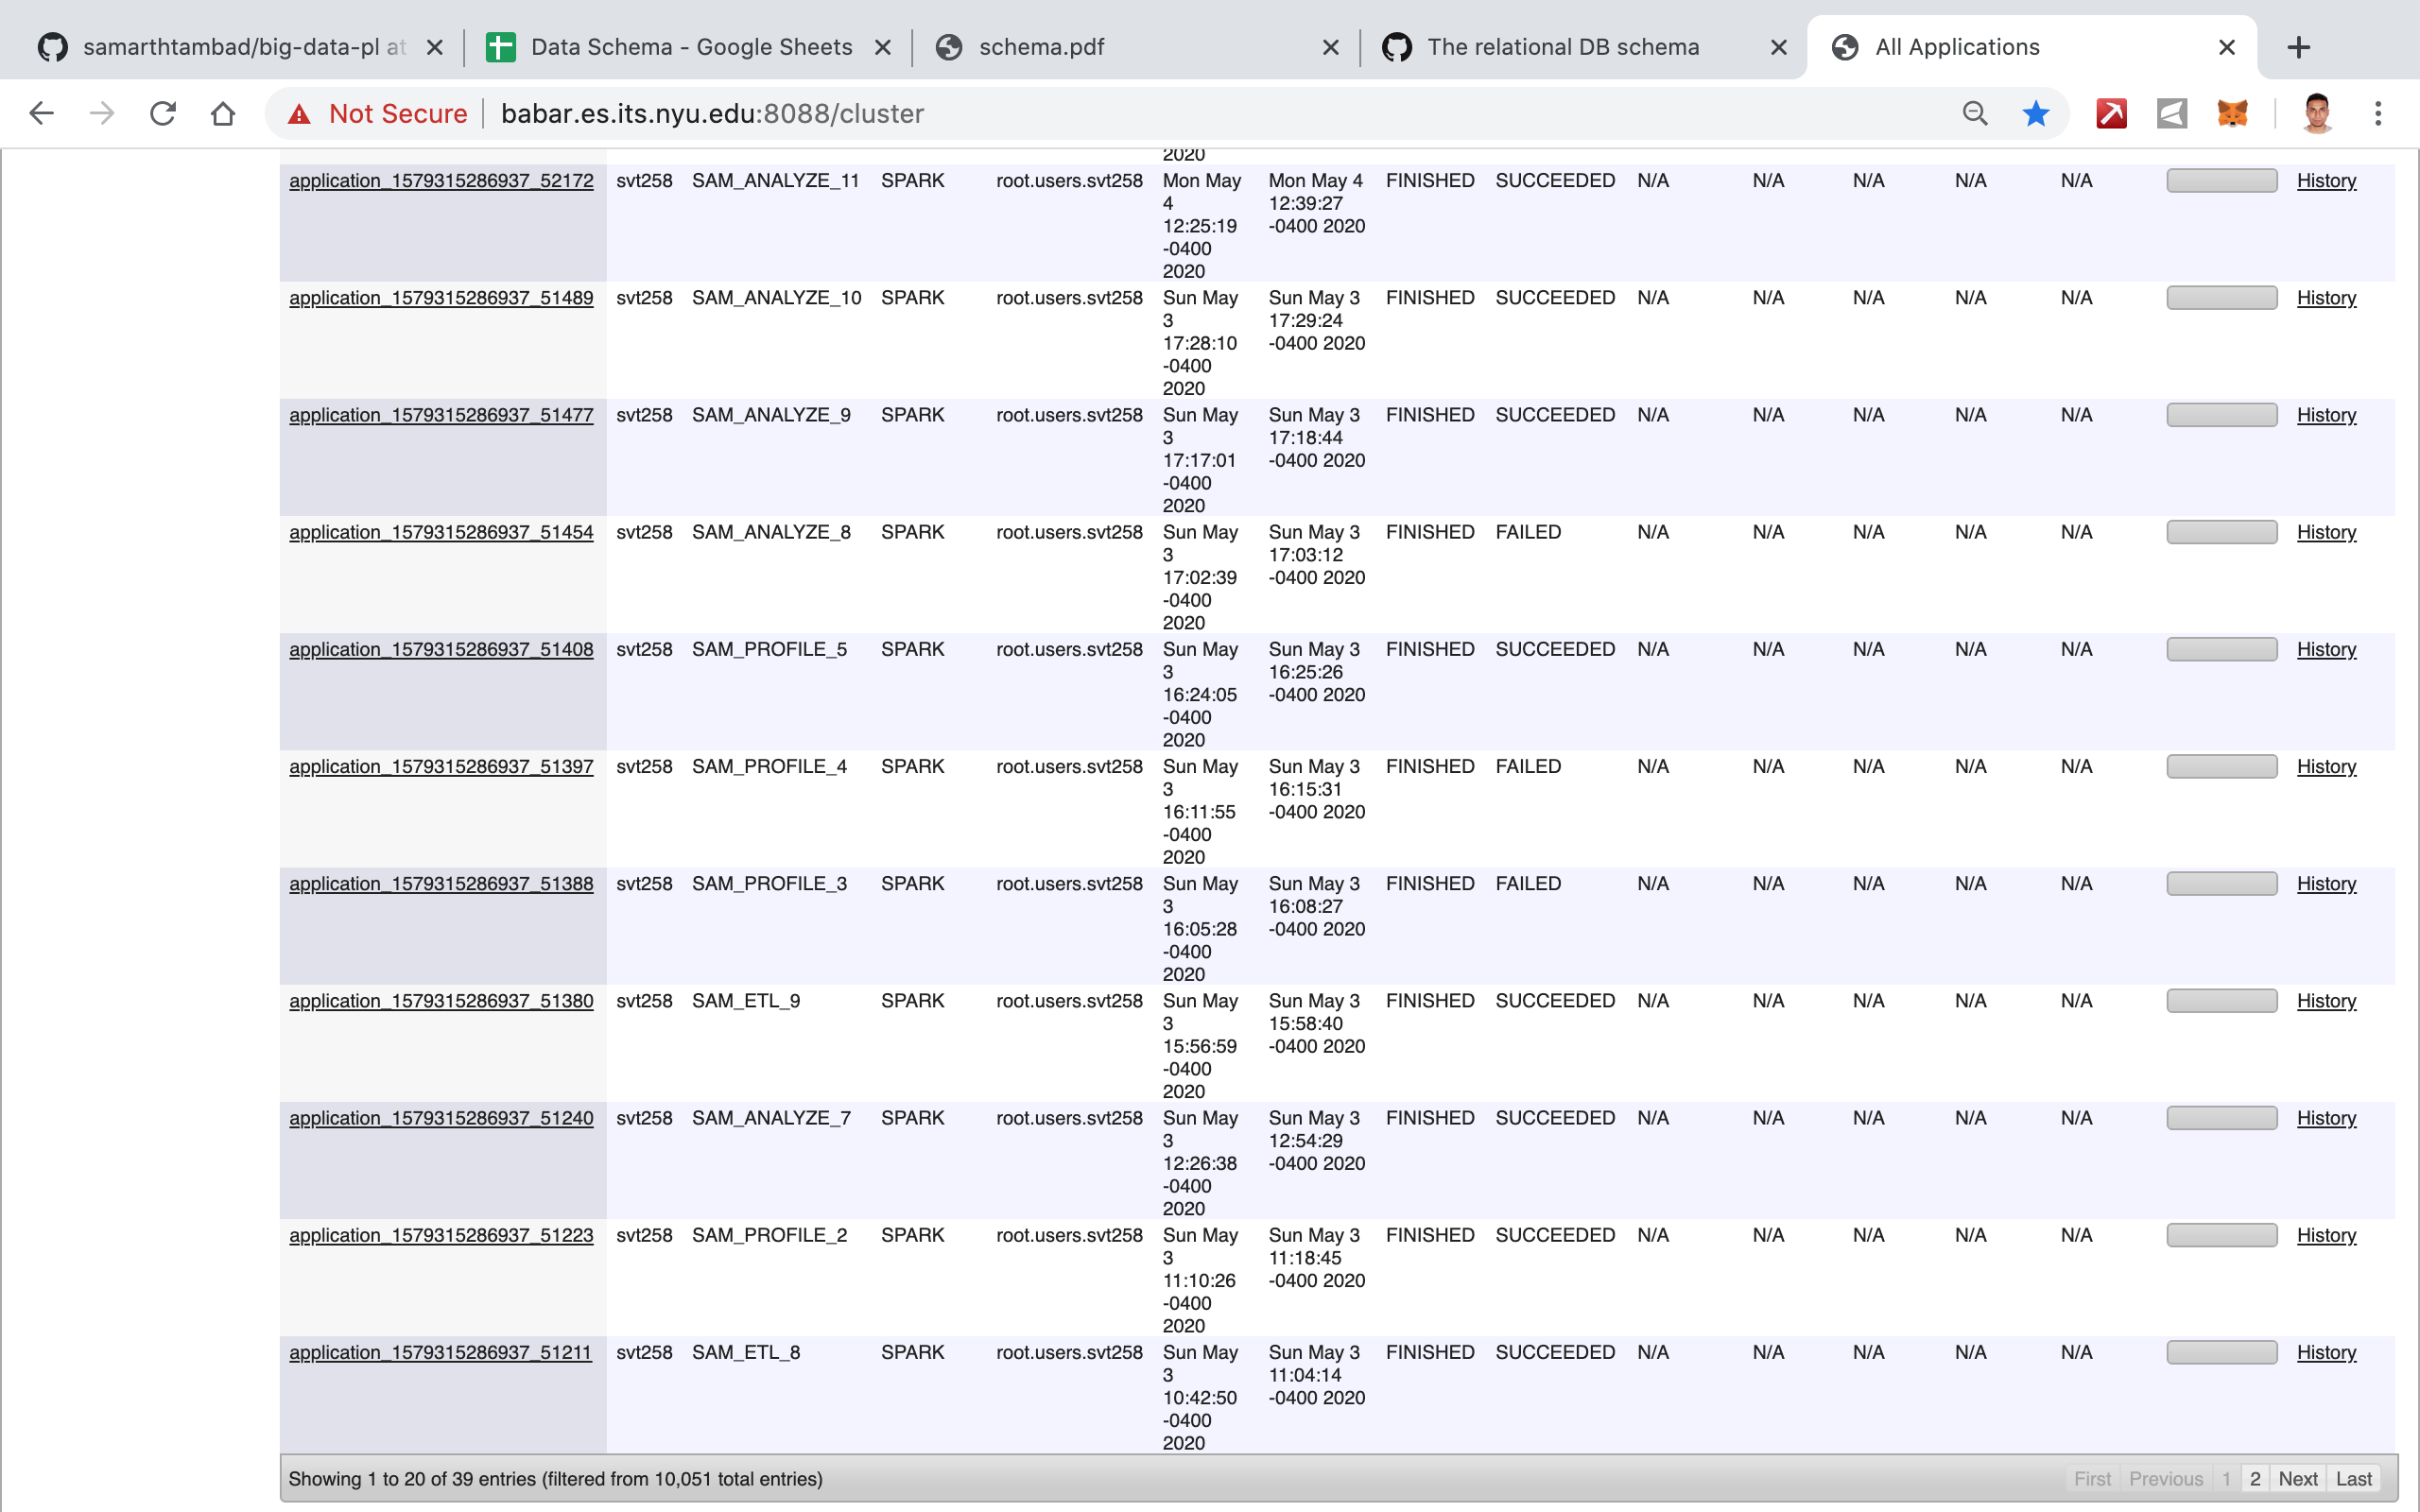 samarthtambad/big-data-pl at
Data Schema - Google Sheets
schema.pdf
The relational DB schema
All Applications
Not Secure
babar.es.its.nyu.edu:8088/cluster
2020
application_1579315286937_52172 svt258 SAM_ANALYZE_11 SPARK root.users.svt258 Mon May Mon May 4 FINISHED SUCCEEDED N/A N/A N/A N/A N/A History
4 12:39:27
12:25:19 -0400 2020
-0400
2020
application_1579315286937_51489 svt258 SAM_ANALYZE_10 SPARK root.users.svt258 Sun May Sun May 3 FINISHED SUCCEEDED N/A N/A N/A N/A N/A History
3 17:29:24
17:28:10 -0400 2020
-0400
2020
application_1579315286937_51477 svt258 SAM_ANALYZE_9 SPARK root.users.svt258 Sun May Sun May 3 FINISHED SUCCEEDED N/A N/A N/A N/A N/A History
3 17:18:44
17:17:01 -0400 2020
-0400
2020
application_1579315286937_51454 svt258 SAM_ANALYZE_8 SPARK root.users.svt258 Sun May Sun May 3 FINISHED FAILED N/A N/A N/A N/A N/A History
3 17:03:12
17:02:39 -0400 2020
-0400
2020
application_1579315286937_51408 svt258 SAM_PROFILE_5 SPARK root.users.svt258 Sun May Sun May 3 FINISHED SUCCEEDED N/A N/A N/A N/A N/A History
3 16:25:26
16:24:05 -0400 2020
-0400
2020
application_1579315286937_51397 svt258 SAM_PROFILE_4 SPARK root.users.svt258 Sun May Sun May 3 FINISHED FAILED N/A N/A N/A N/A N/A History
3 16:15:31
16:11:55 -0400 2020
-0400
2020
application_1579315286937_51388 svt258 SAM_PROFILE_3 SPARK root.users.svt258 Sun May Sun May 3 FINISHED FAILED N/A N/A N/A N/A N/A History
3 16:08:27
16:05:28 -0400 2020
-0400
2020
application_1579315286937_51380 svt258 SAM_ETL_9 SPARK root.users.svt258 Sun May Sun May 3 FINISHED SUCCEEDED N/A N/A N/A N/A N/A History
3 15:58:40
15:56:59 -0400 2020
-0400
2020
application_1579315286937_51240 svt258 SAM_ANALYZE_7 SPARK root.users.svt258 Sun May Sun May 3 FINISHED SUCCEEDED N/A N/A N/A N/A N/A History
3 12:54:29
12:26:38 -0400 2020
-0400
2020
application_1579315286937_51223 svt258 SAM_PROFILE_2 SPARK root.users.svt258 Sun May Sun May 3 FINISHED SUCCEEDED N/A N/A N/A N/A N/A History
3 11:18:45
11:10:26 -0400 2020
-0400
2020
application_1579315286937_51211 svt258 SAM_ETL_8 SPARK root.users.svt258 Sun May Sun May 3 FINISHED SUCCEEDED N/A N/A N/A N/A N/A History
3 11:04:14
10:42:50 -0400 2020
-0400
2020
Showing 1 to 20 of 39 entries (filtered from 10,051 total entries) First Previous 1 2 Next Last